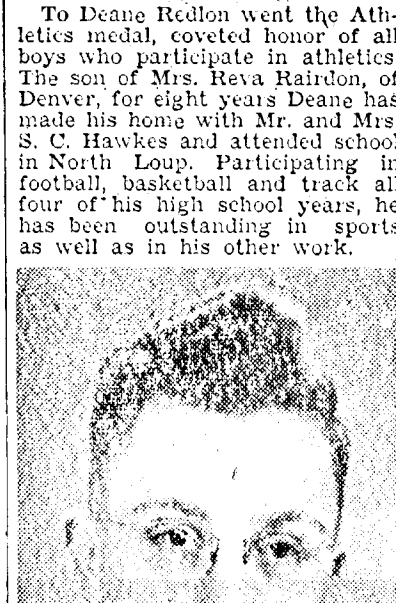 To Deane Redlon went the Ath-
letics medal, coveted honor of all
boys who participate in athletics
The son of Mrs. Reva Rairdon, of
Denver, for eight years Deane has
made his home with Mr. and Mrs
S. C. Hawkes and attended school
in North Loup. Participating in
football, basketball and track all
four of his high school years, he
has been outstanding in sports
as well as in his other work.